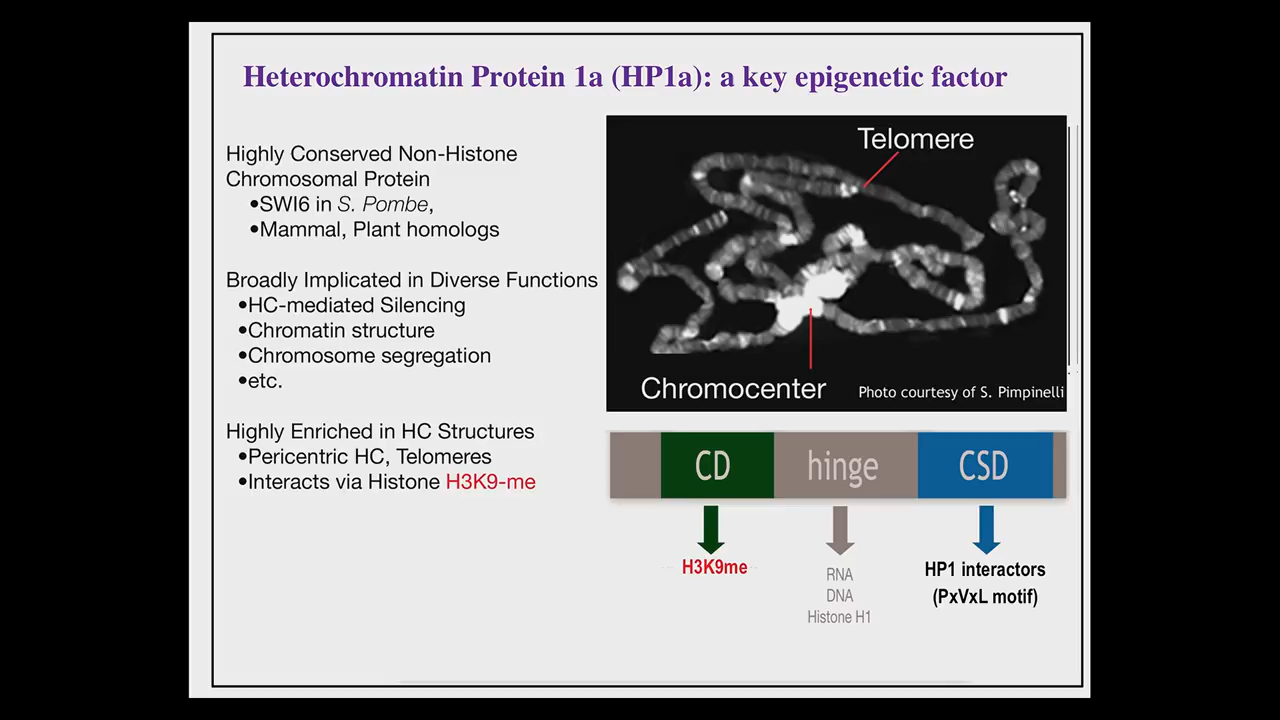 Heterochromatin Protein 1a (HP1a): a key epigenetic factor
Highly Conserved Non-Histone
Chromosomal Protein
•SWI6 in S. Pombe,
•Mammal, Plant homologs
Broadly Implicated in Diverse Functions
•HC-mediated Silencing
•Chromatin structure
•Chromosome segregation
•etc.
Highly Enriched in HC Structures
•Pericentric HC, Telomeres
•Interacts via Histone H3K9-me
Telomere
Chromocenter
Photo courtesy of S. Pimpinelli
CD
hinge
CSD
H3K9me
RNA
DNA
Histone H1
HP1 interactors
(PxVxL motif)